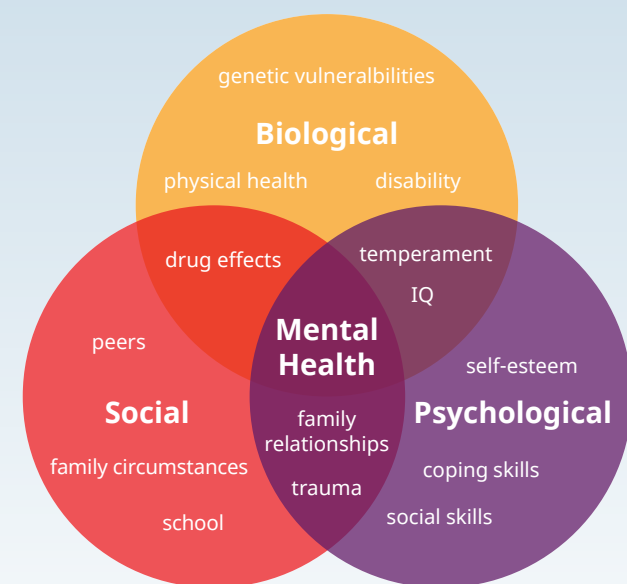 genetic vulneralbilities
Biological
physical health
disability
drug effects
temperament
IQ
Mental
Health
peers
self-esteem
Social
Psychological
family
relationships
family circumstances
coping skills
trauma
social skills
school